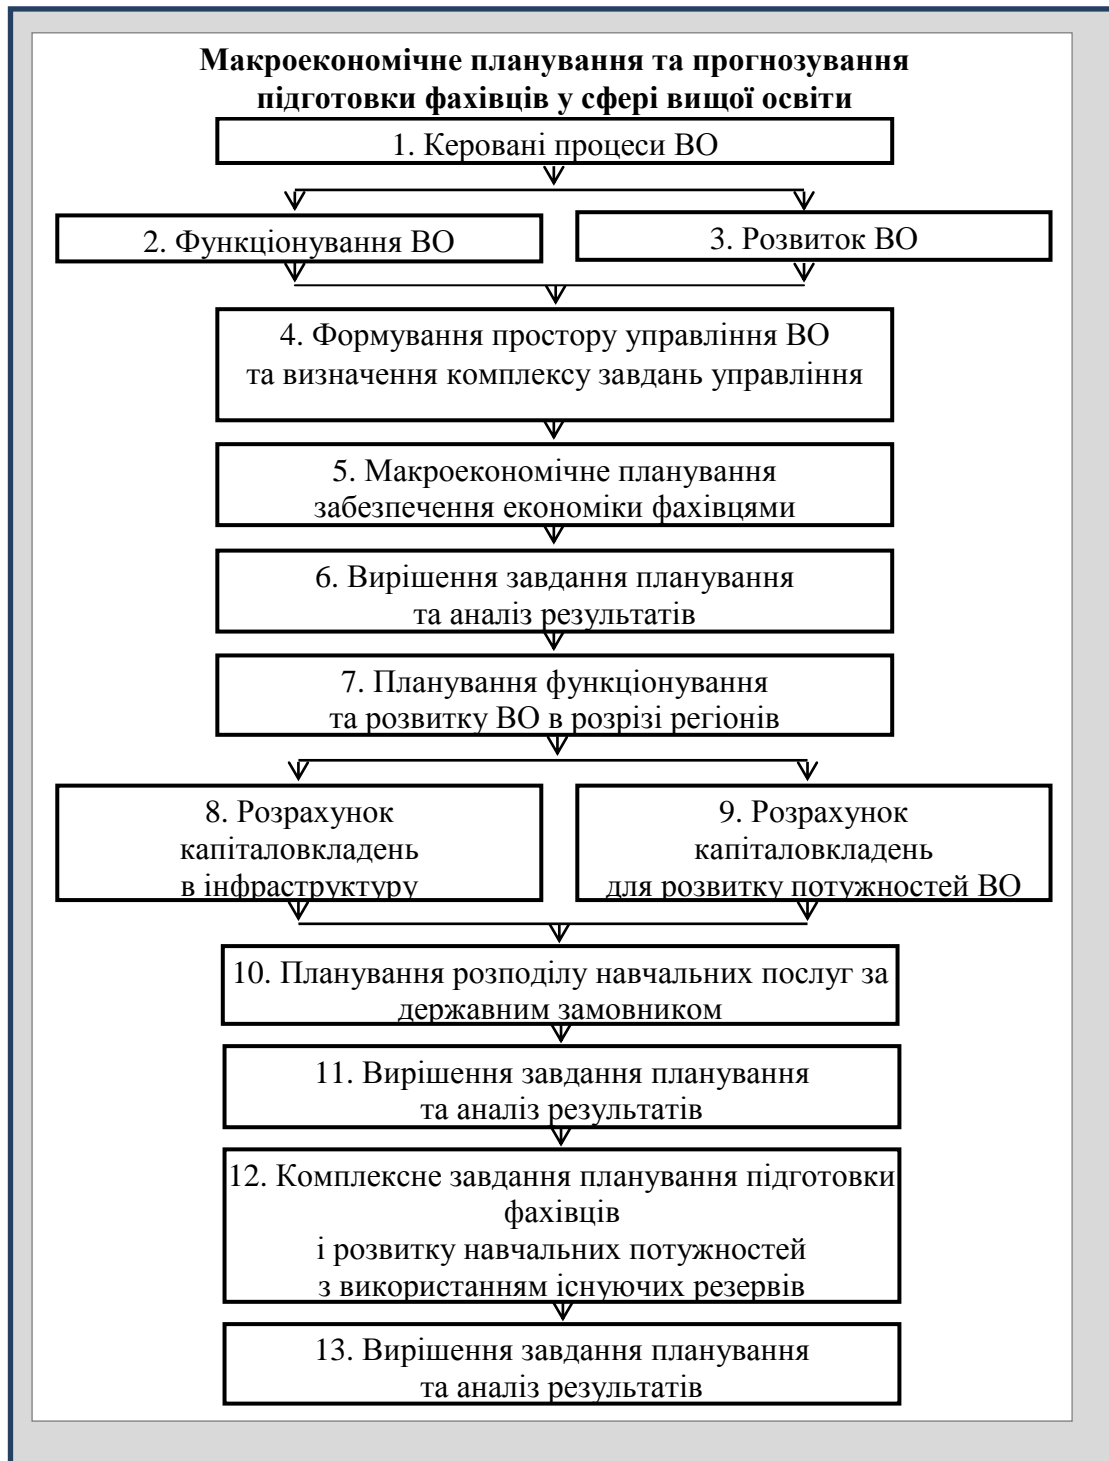 Макроекономічне планування та прогнозування
підготовки фахівців у сфері вищої освіти
1. Керовані процеси ВО
2. Функціонування ВО
3. Розвиток ВО
4. Формування простору управління ВО
та визначення комплексу завдань управління
5. Макроекономічне планування
забезпечення економіки фахівцями
6. Вирішення завдання планування
та аналіз результатів
7. Планування функціонування
та розвитку ВО в розрізі регіонів
8. Розрахунок
капіталовкладень
в інфраструктуру
9. Розрахунок
капіталовкладень
для розвитку потужностей ВО
10. Планування розподілу навчальних послуг за
державним замовником
11. Вирішення завдання планування
та аналіз результатів
12. Комплексне завдання планування підготовки
фахівців
і розвитку навчальних потужностей
з використанням існуючих резервів
13. Вирішення завдання планування
та аналіз результатів